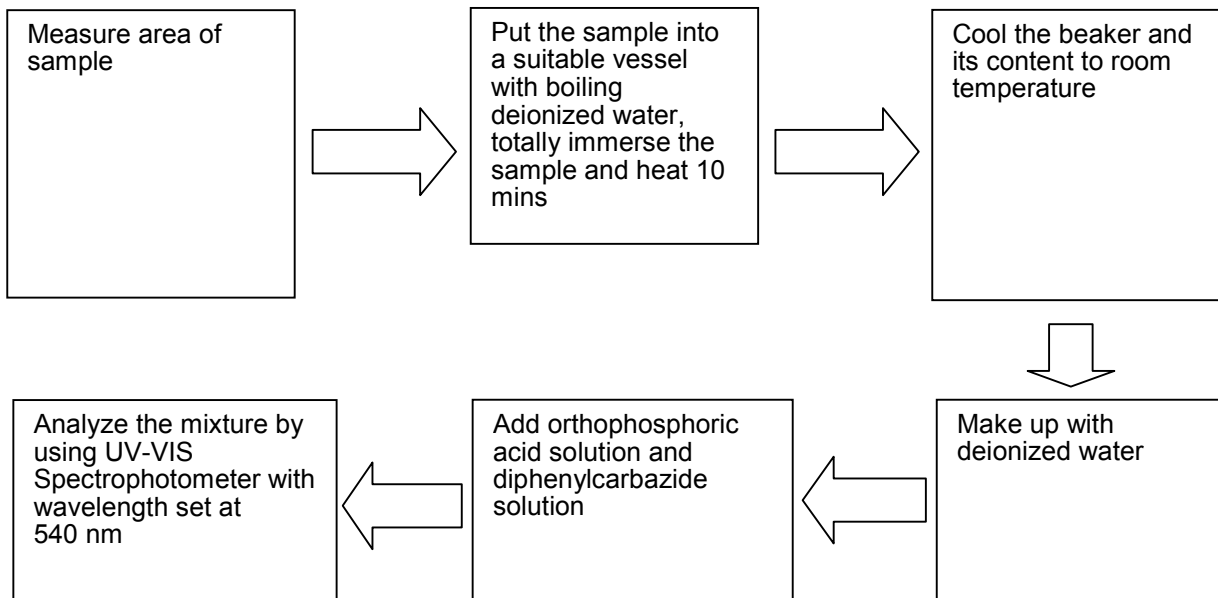 Measure area of
sample
Put the sample into
a suitable vessel
with boiling
deionized water,
totally immerse the
sample and heat 10
mins
Cool the beaker and
its content to room
temperature
Make up with
deionized water
Add orthophosphoric
acid solution and
diphenylcarbazide
solution
Analyze the mixture by
using UV-VIS
Spectrophotometer with
wavelength set at
540 nm